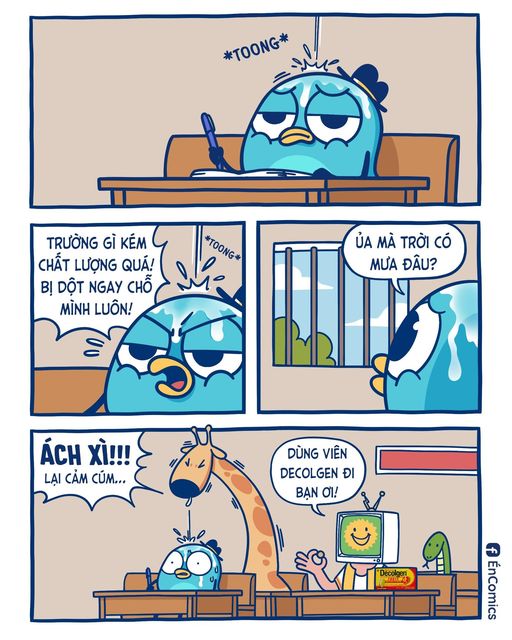 *TOONG*
TRƯỜNG GÌ KÉM
CHẤT LƯỢNG QUÁ!
BỊ DỘT NGAY CHỖ
MÌNH LUÔN!
*TOONG*
ỦA MÀ TRỜI CÓ
MƯA ĐÂU?
ÁCH XÌ!!!
LẠI CẢM CÚM...
DÙNG VIÊN
DECOLGEN ĐI
BẠN ƠI!
Decolgen
ÉnComics